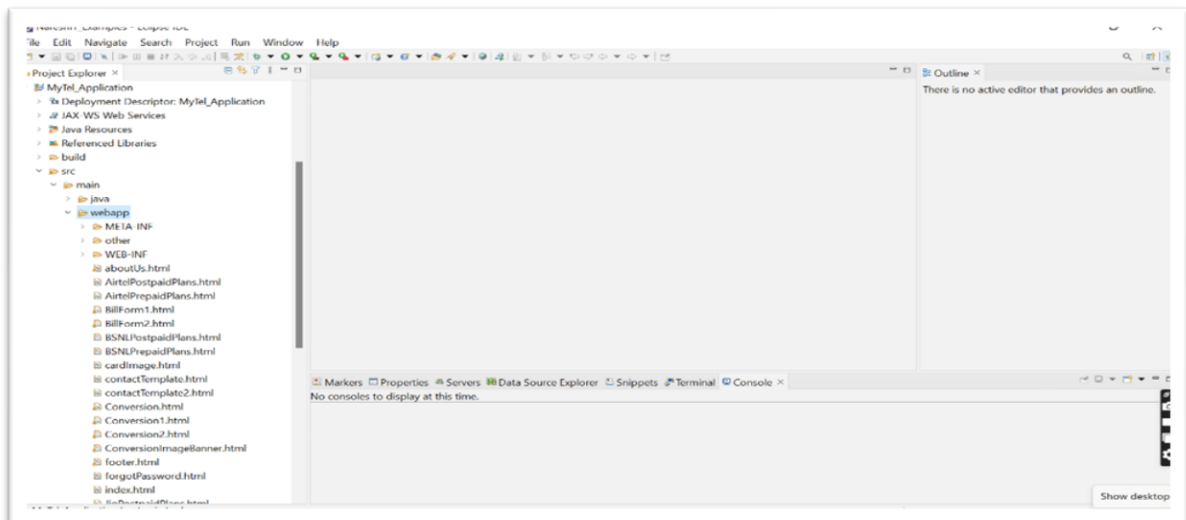 File Edit Navigate Search Project Run Window Help
Project Explorer ×
MyTel_Application
Deployment Descriptor: MyTel_Application
JAX-WS Web Services
Java Resources
Referenced Libraries
build
src
main
java
webapp
META-INF
other
WEB-INF
aboutUs.html
AirtelPostpaidPlans.html
AirtelPrepaidPlans.html
BillForm1.html
BillForm2.html
BSNLPostpaidPlans.html
BSNLPrepaidPlans.html
cardImage.html
contactTemplate.html
contactTemplate2.html
Conversion.html
Conversion1.html
Conversion2.html
ConversionImageBanner.html
footer.html
forgotPassword.html
index.html
Outline ×
There is no active editor that provides an outline.
Markers Properties Servers Data Source Explorer Snippets Terminal Console ×
No consoles to display at this time.
Show desktop